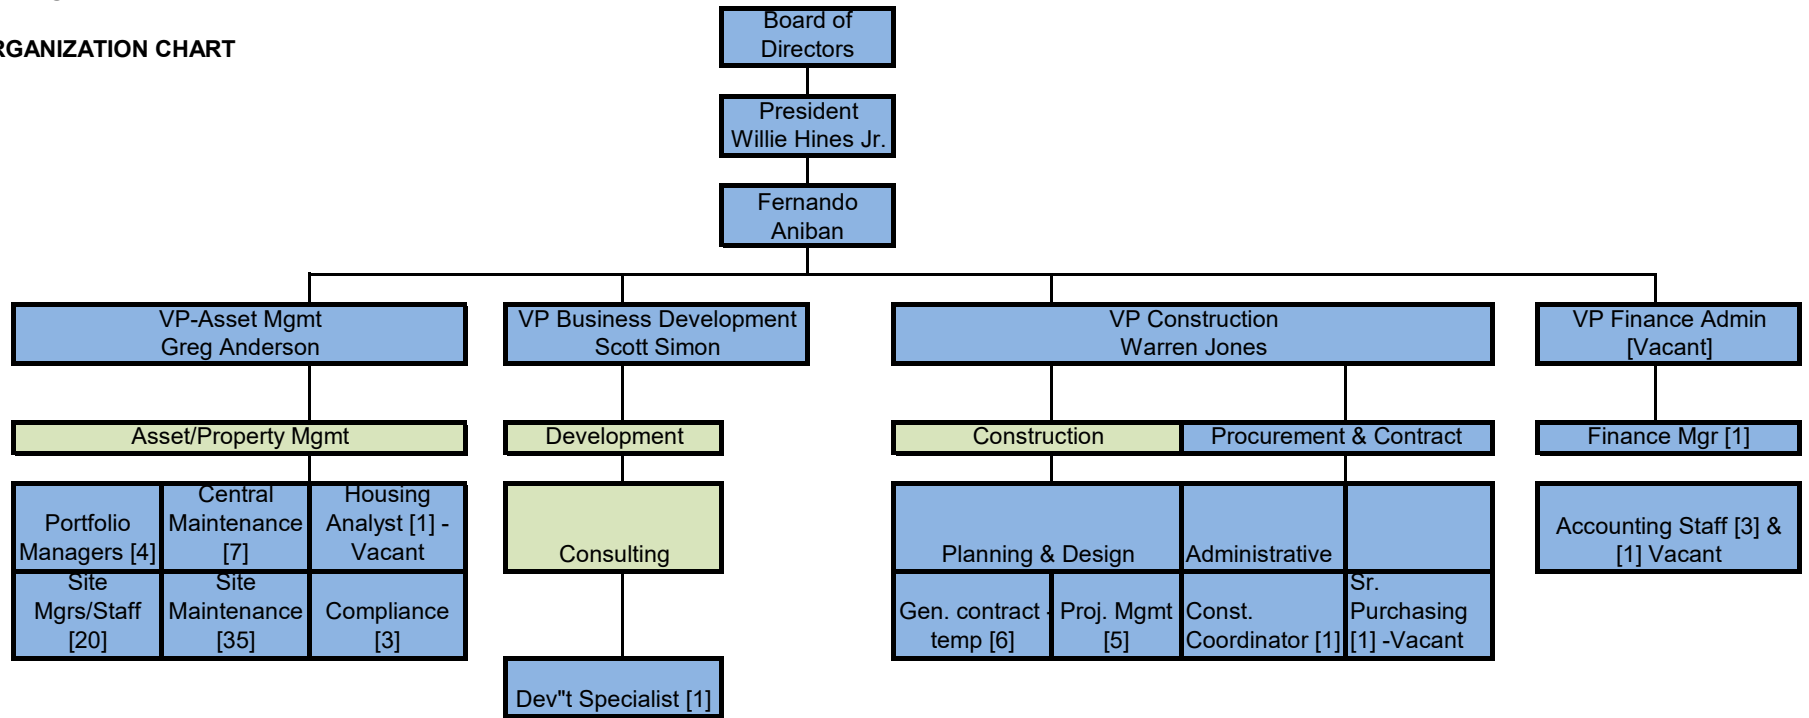 RGANIZATION CHART
Board of
Directors
President
Willie Hines Jr.
Fernando
Aniban
VP-Asset Mgmt
Greg Anderson
VP Business Development
Scott Simon
VP Construction
Warren Jones
VP Finance Admin
[Vacant]
Asset/Property Mgmt
Development
Construction
Procurement & Contract
Finance Mgr [1]
Portfolio
Managers [4]
Central
Maintenance
[7]
Housing
Analyst [1] -
Vacant
Consulting
Planning & Design
Administrative
Accounting Staff [3] &
[1] Vacant
Site
Mgrs/Staff
[20]
Site
Maintenance
[35]
Compliance
[3]
Gen. contract -
temp [6]
Proj. Mgmt
[5]
Const.
Coordinator [1]
Sr.
Purchasing
[1] -Vacant
Dev"t Specialist [1]